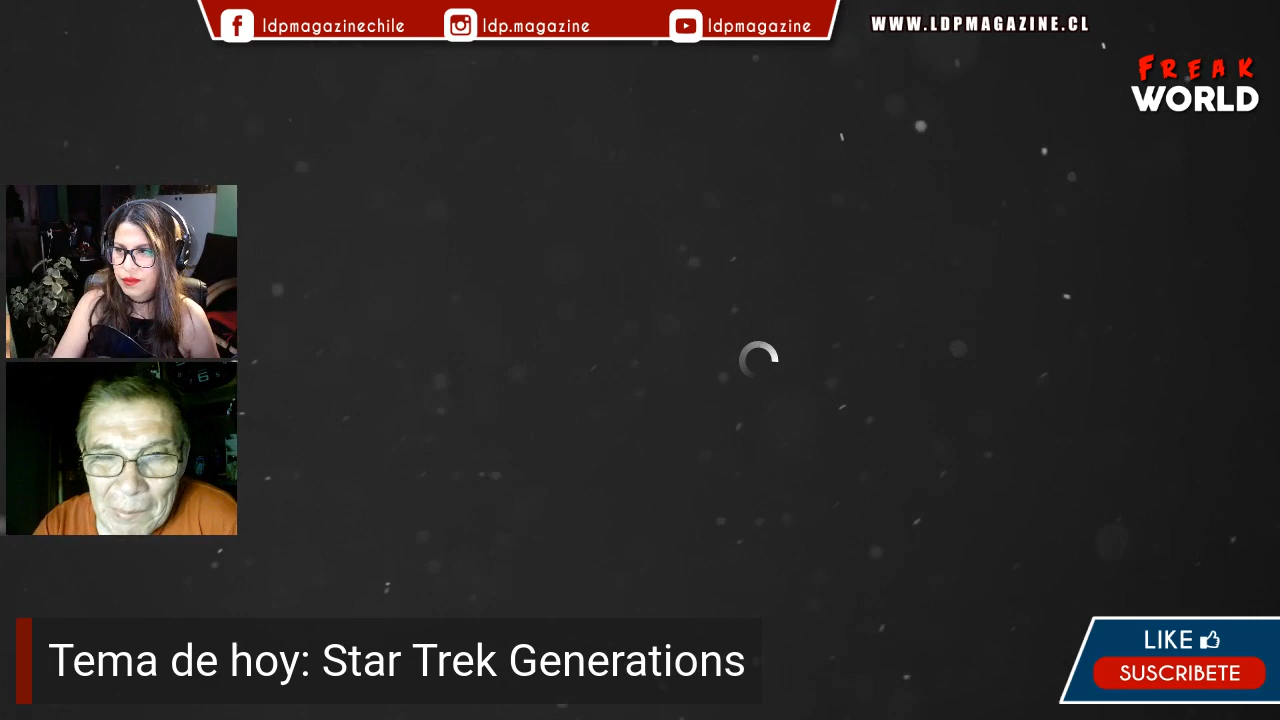 ldpmagazinechile
ldp.magazine
ldpmagazine
WWW.LDPMAGAZINE.CL
FREAK
WORLD
Tema de hoy: Star Trek Generations
LIKE
SUSCRIBETE